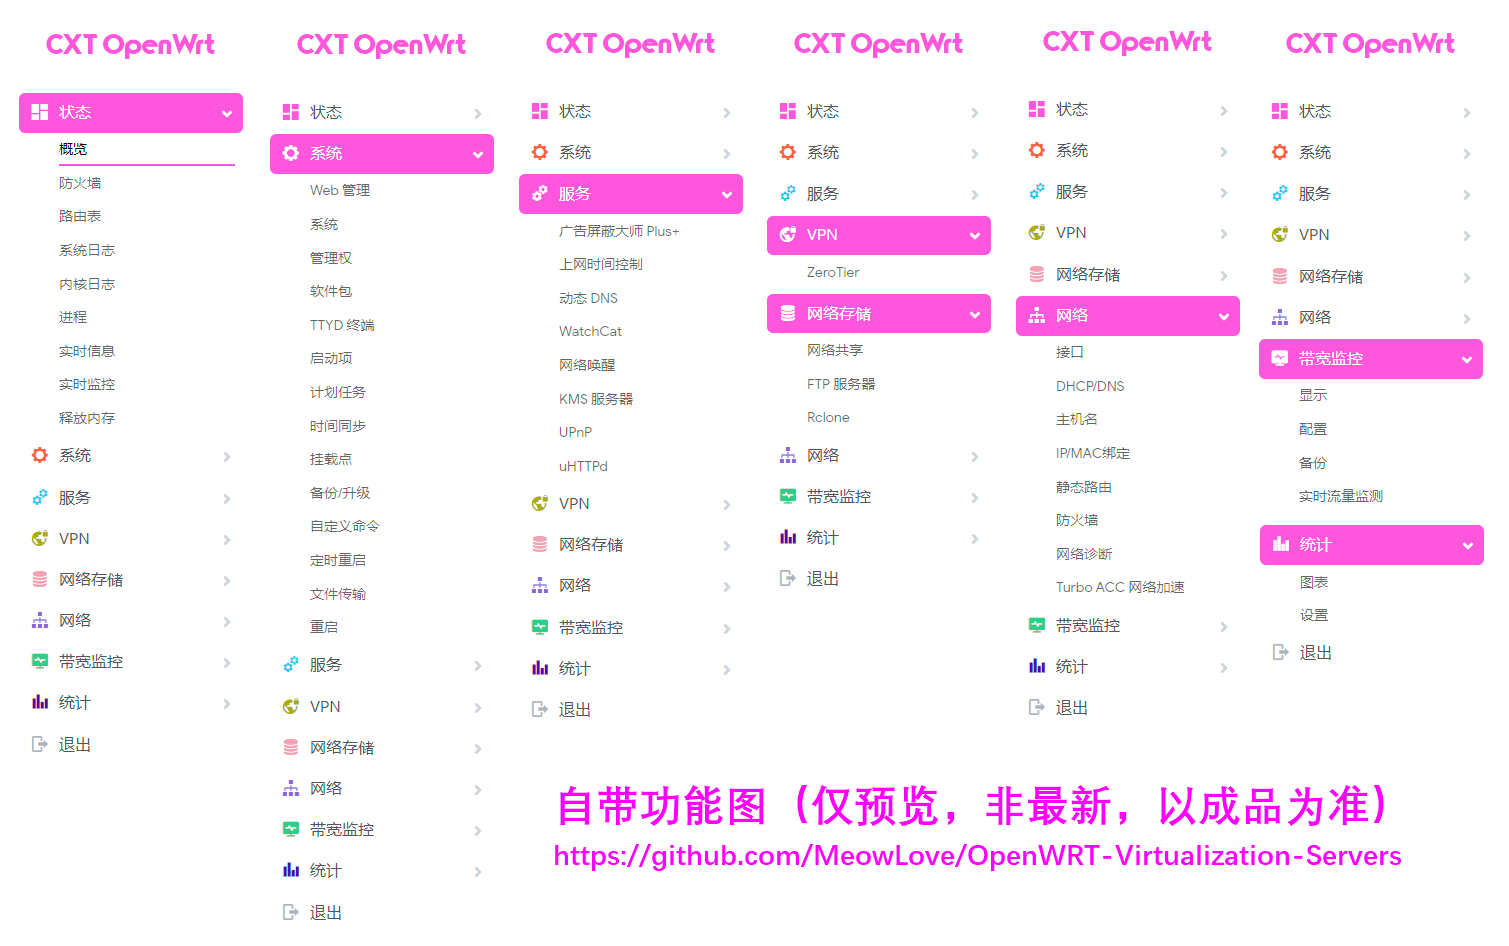 CXT OpenWrt
状态
概览
防火墙
路由表
系统日志
内核日志
进程
实时信息
实时监控
释放内存
系统
服务
VPN
网络存储
网络
带宽监控
统计
退出
CXT OpenWrt
状态
系统
Web 管理
系统
管理权
软件包
TTYD 终端
启动项
计划任务
时间同步
挂载点
备份/升级
自定义命令
定时重启
文件传输
重启
服务
VPN
网络存储
网络
带宽监控
统计
退出
CXT OpenWrt
状态
系统
服务
广告屏蔽大师 Plus+
上网时间控制
动态 DNS
WatchCat
网络唤醒
KMS 服务器
UPnP
uHTTPd
VPN
网络存储
网络
带宽监控
统计
退出
CXT OpenWrt
状态
系统
服务
VPN
ZeroTier
网络存储
网络共享
FTP 服务器
Rclone
网络
带宽监控
统计
退出
CXT OpenWrt
状态
系统
服务
VPN
网络存储
网络
接口
DHCP/DNS
主机名
IP/MAC绑定
静态路由
防火墙
网络诊断
Turbo ACC 网络加速
带宽监控
统计
退出
CXT OpenWrt
状态
系统
服务
VPN
网络存储
网络
带宽监控
显示
配置
备份
实时流量监测
统计
图表
设置
退出
自带功能图（仅预览，非最新，以成品为准）
https://github.com/MeowLove/OpenWRT-Virtualization-Servers